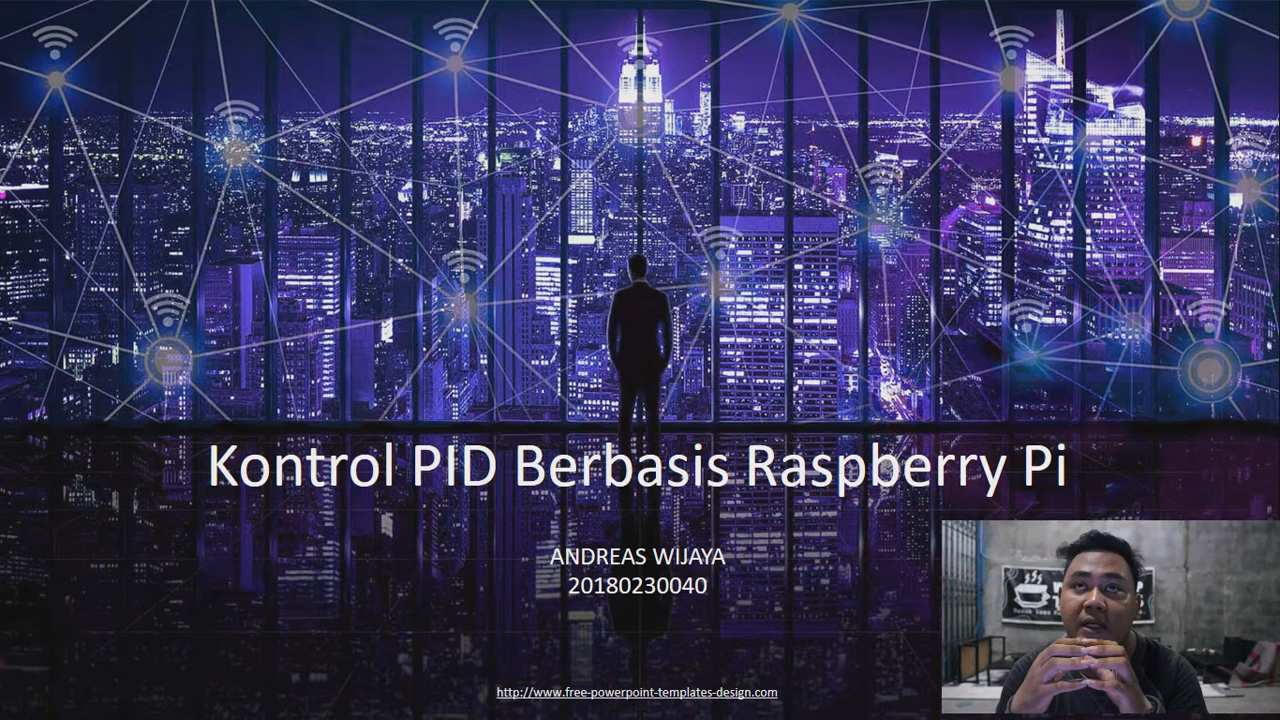 Kontrol PID Berbasis Raspberry Pi
ANDREAS WIJAYA
20180230040
http://www.free-powerpoint-templates-design.com